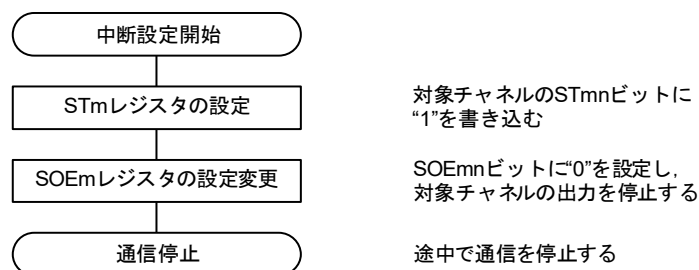 中断設定開始
STmレジスタの設定
対象チャネルのSTmnビットに
“1”を書き込む
SOEmレジスタの設定変更
SOEmnビットに“0”を設定し,
対象チャネルの出力を停止する
通信停止
途中で通信を停止する